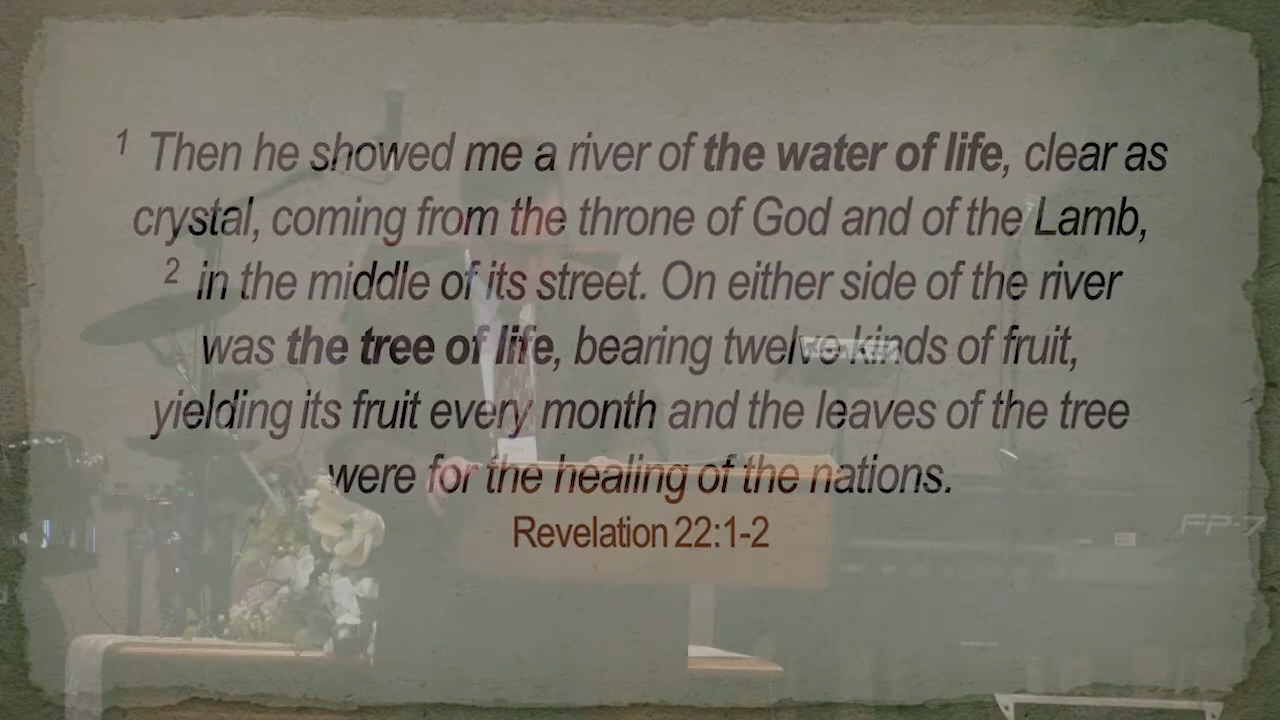 1 Then he showed me a river of the water of life, clear as
crystal, coming from the throne of God and of the Lamb,
2 in the middle of its street. On either side of the river
was the tree of life, bearing twelve kinds of fruit,
yielding its fruit every month and the leaves of the tree
were for the healing of the nations.
Revelation 22:1-2
FP-7